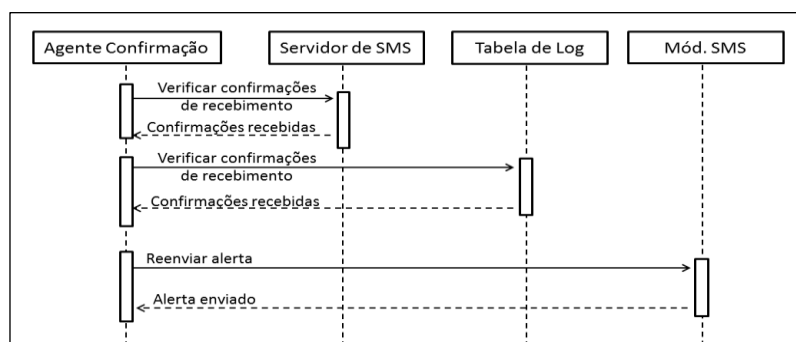 Agente Confirmação
Servidor de SMS
Tabela de Log
Mód. SMS
Verificar confirmações
de recebimento
Confirmações recebidas
Verificar confirmações
de recebimento
Confirmações recebidas
Reenviar alerta
Alerta enviado